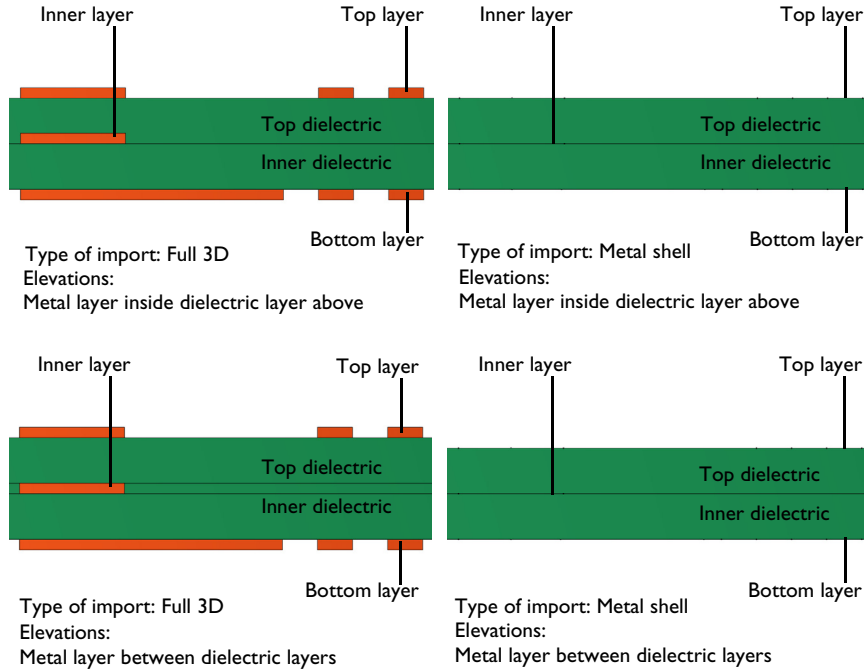 Inner layer
Top layer
Top dielectric
Inner dielectric
Bottom layer
Type of import: Full 3D
Elevations:
Metal layer inside dielectric layer above
Inner layer
Top layer
Top dielectric
Inner dielectric
Bottom layer
Type of import: Metal shell
Elevations:
Metal layer inside dielectric layer above
Inner layer
Top layer
Top dielectric
Inner dielectric
Bottom layer
Type of import: Full 3D
Elevations:
Metal layer between dielectric layers
Inner layer
Top layer
Top dielectric
Inner dielectric
Bottom layer
Type of import: Metal shell
Elevations:
Metal layer between dielectric layers